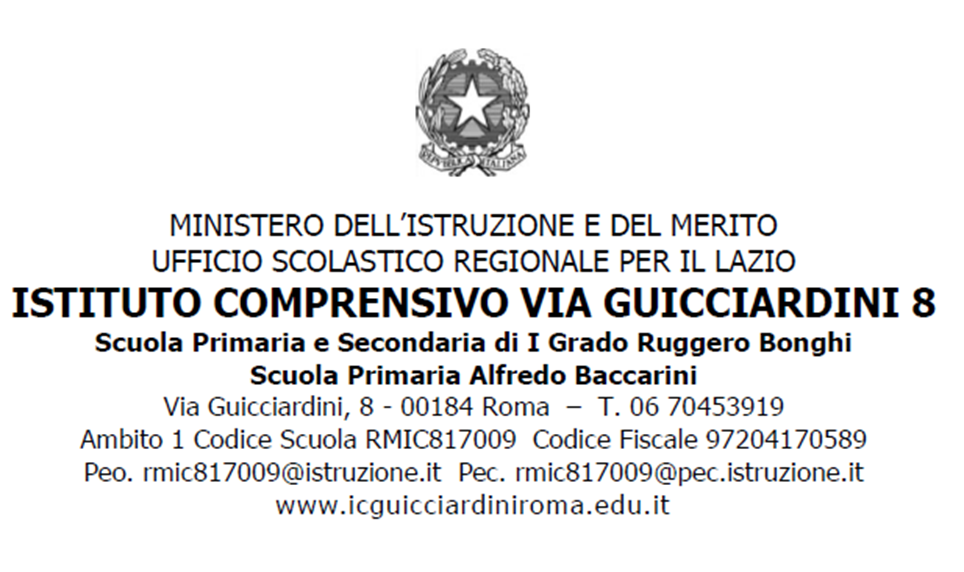 REPVBBLICA ITALIANA
MINISTERO DELL’ISTRUZIONE E DEL MERITO
UFFICIO SCOLASTICO REGIONALE PER IL LAZIO
ISTITUTO COMPRENSIVO VIA GUICCIARDINI 8
Scuola Primaria e Secondaria di I Grado Ruggero Bonghi
Scuola Primaria Alfredo Baccarini
Via Guicciardini, 8 - 00184 Roma – T. 06 70453919
Ambito 1 Codice Scuola RMIC817009 Codice Fiscale 97204170589
Peo. rmic817009@istruzione.it Pec. rmic817009@pec.istruzione.it
www.icguicciardiniroma.edu.it